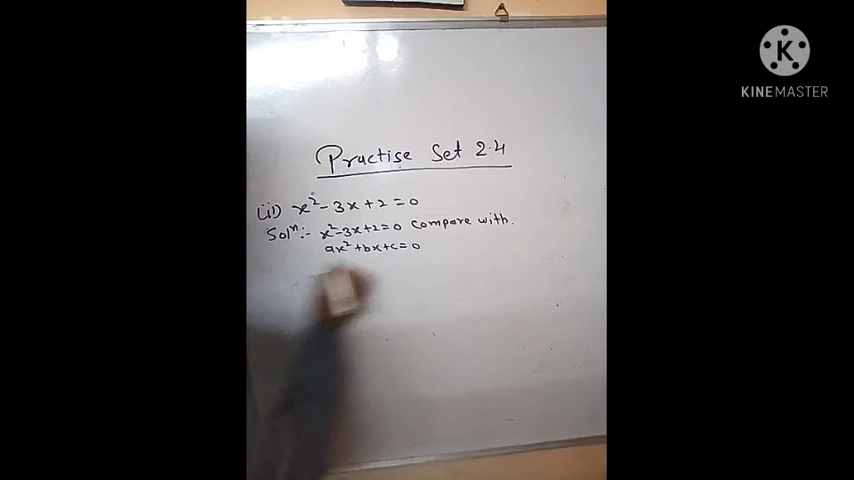 KINEMASTER
Practise Set 2.4
(ii) x² - 3x + 2 = 0
Solⁿ:- x² - 3x + 2 = 0 compare with.
ax² + bx + c = 0